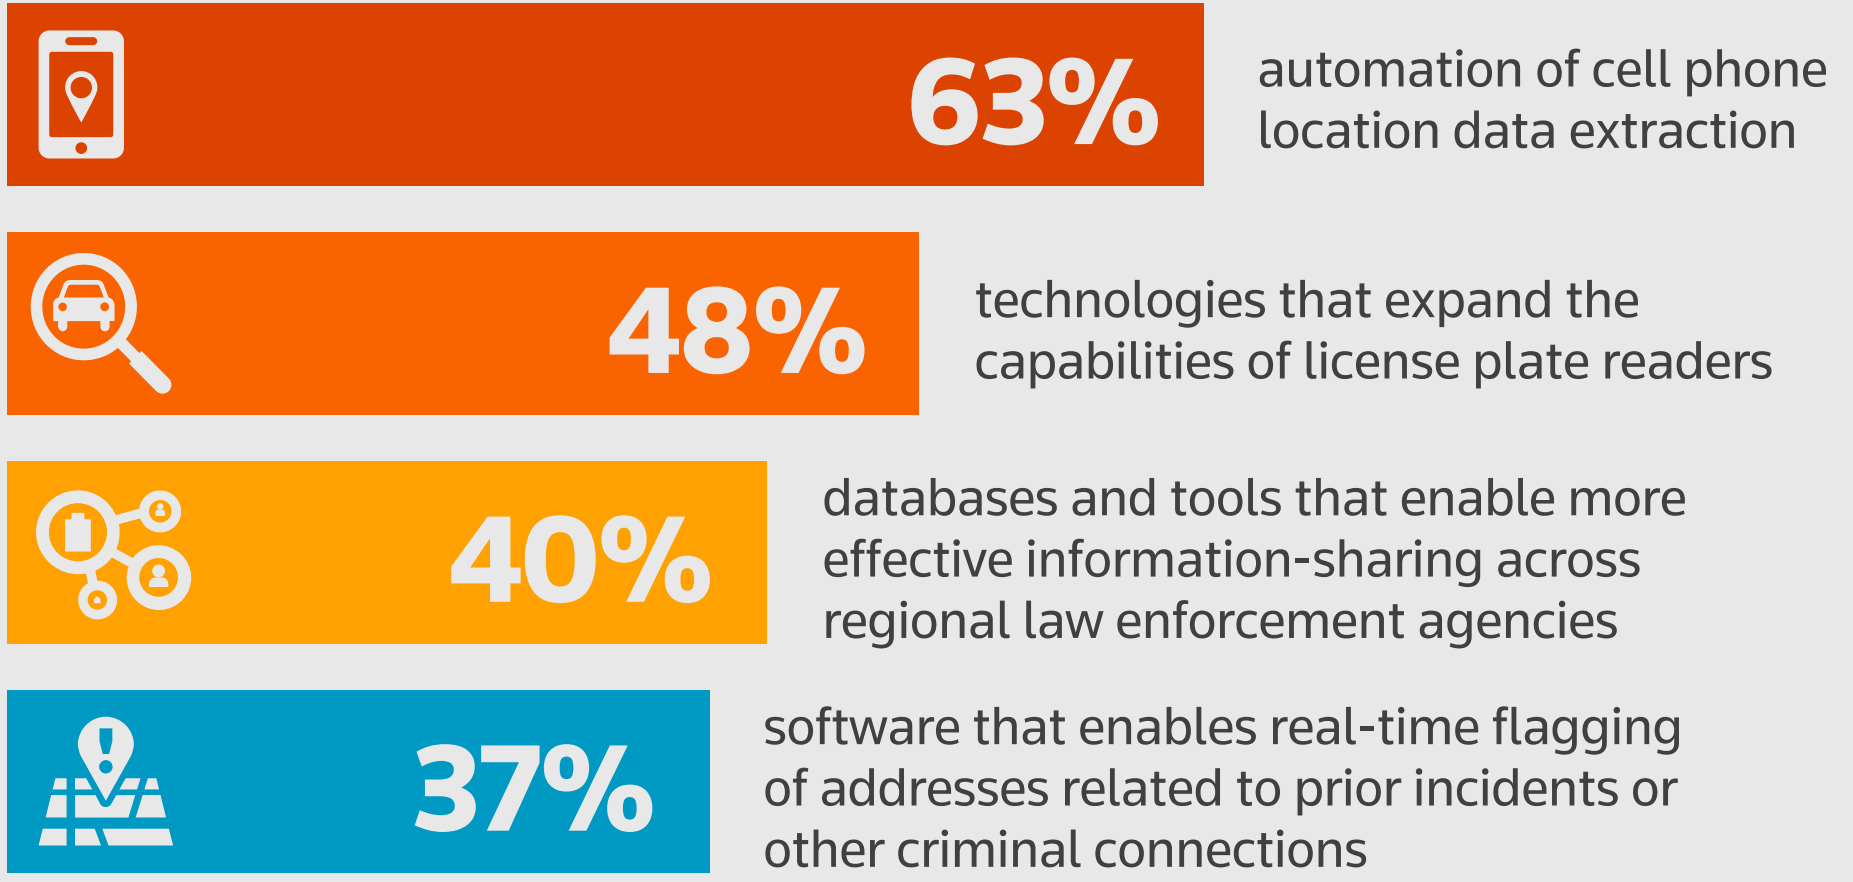 63%
automation of cell phone
location data extraction
48%
technologies that expand the
capabilities of license plate readers
40%
databases and tools that enable more
effective information-sharing across
regional law enforcement agencies
37%
software that enables real-time flagging
of addresses related to prior incidents or
other criminal connections